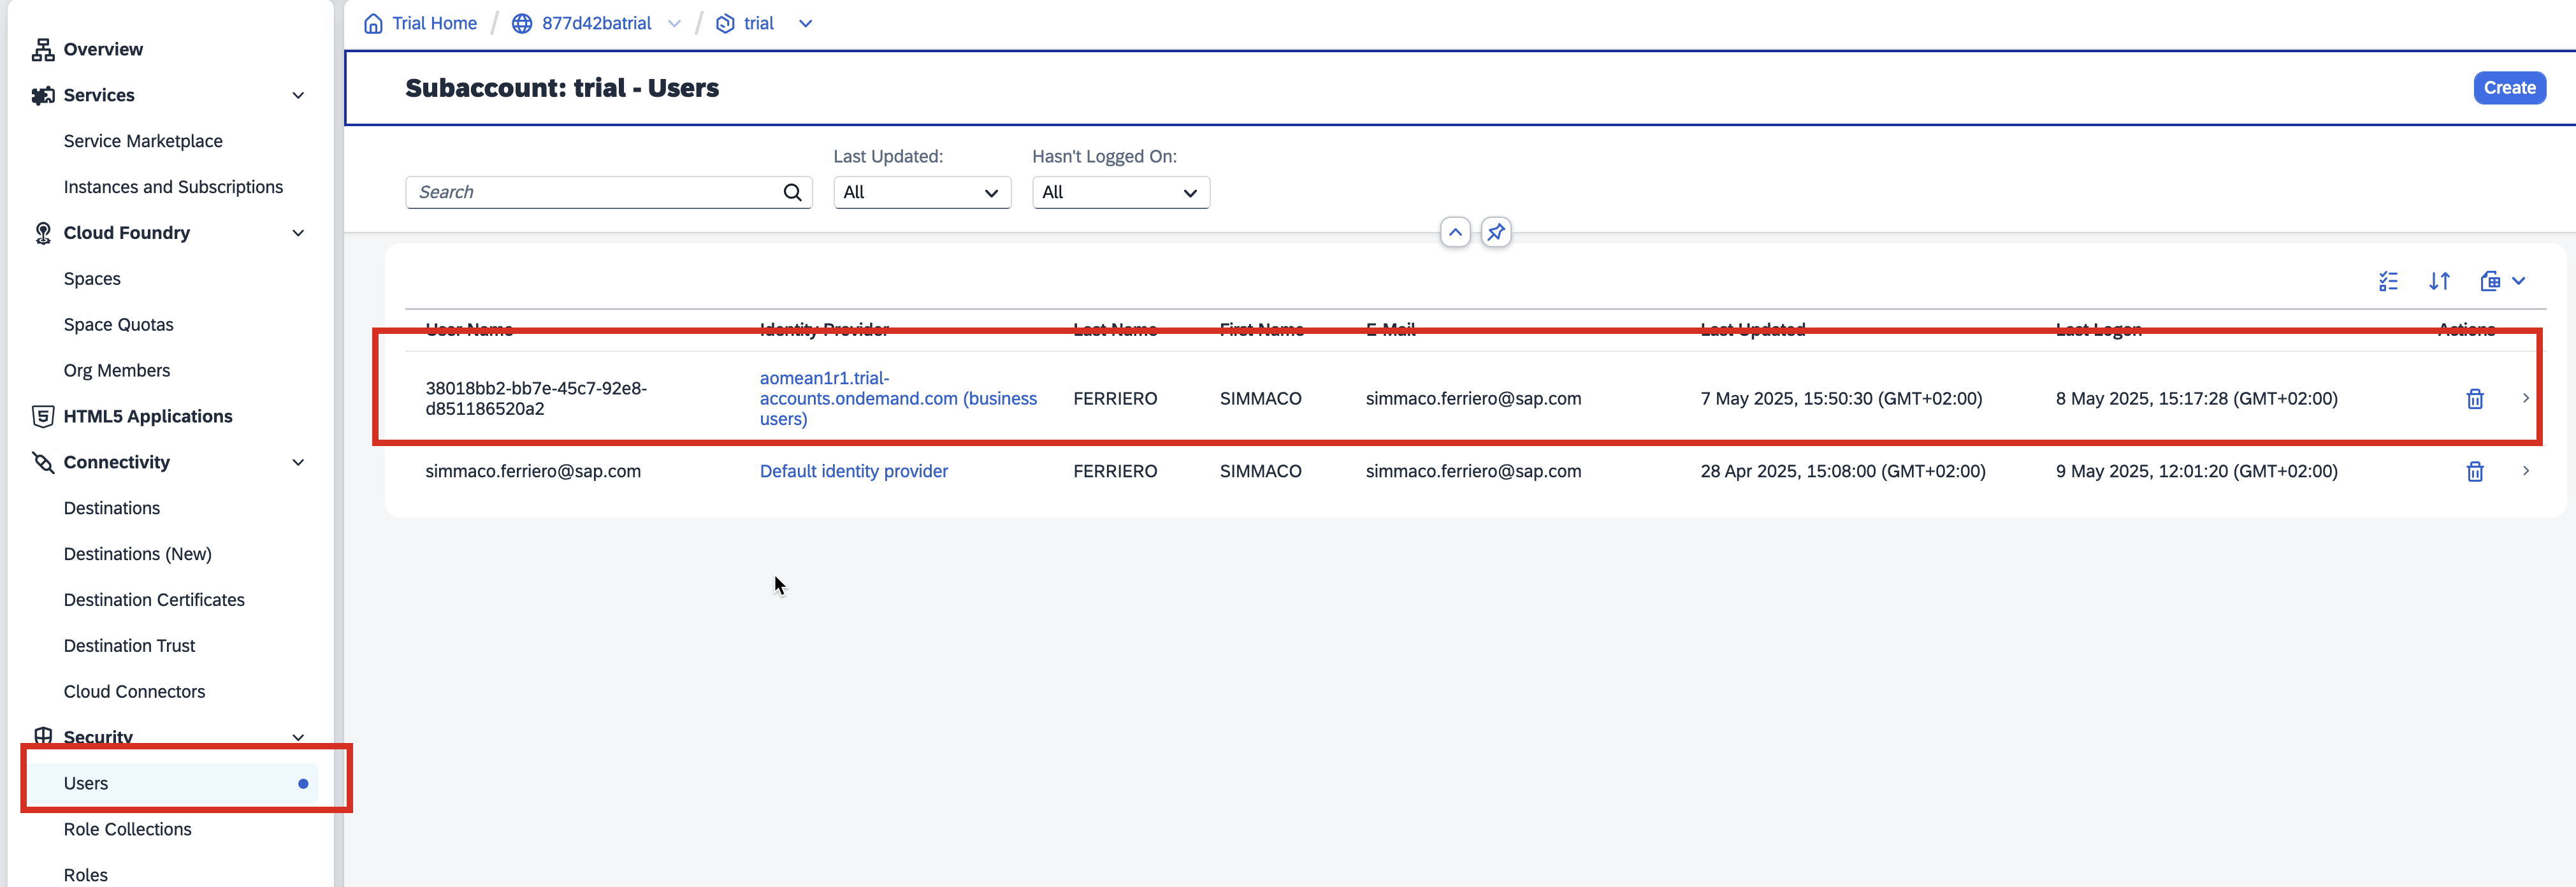 Overview
Services
Service Marketplace
Instances and Subscriptions
Cloud Foundry
Spaces
Space Quotas
Org Members
HTML5 Applications
Connectivity
Destinations
Destinations (New)
Destination Certificates
Destination Trust
Cloud Connectors
Security
Users
Role Collections
Roles
Trial Home / 877d42batrial / trial
Subaccount: trial - Users
Create
Last Updated: Hasn't Logged On:
Search All All
User Name Identity Provider Last Name First Name E-Mail Last Updated Last Logon Actions
38018bb2-bb7e-45c7-92e8-
d851186520a2
aomean1r1.trial-
accounts.ondemand.com (business
users)
FERRIERO SIMMACO simmaco.ferriero@sap.com 7 May 2025, 15:50:30 (GMT+02:00) 8 May 2025, 15:17:28 (GMT+02:00)
simmaco.ferriero@sap.com Default identity provider FERRIERO SIMMACO simmaco.ferriero@sap.com 28 Apr 2025, 15:08:00 (GMT+02:00) 9 May 2025, 12:01:20 (GMT+02:00)